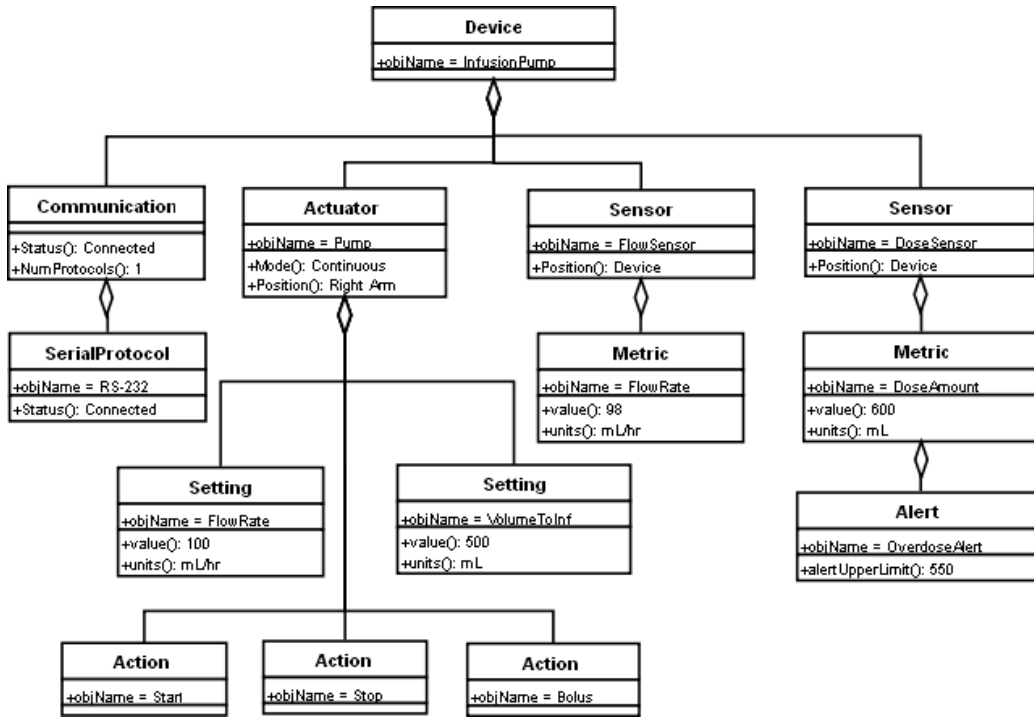 Device
+objName = InfusionPump
Communication
+Status(): Connected
+NumProtocols(): 1
Actuator
+objName = Pump
+Mode(): Continuous
+Position(): Right Arm
Sensor
+objName = FlowSensor
+Position(): Device
Sensor
+objName = DoseSensor
+Position(): Device
SerialProtocol
+objName = RS-232
+Status(): Connected
Metric
+objName = FlowRate
+value(): 98
+units(): mL/hr
Metric
+objName = DoseAmount
+value(): 600
+units(): mL
Setting
+objName = FlowRate
+value(): 100
+units(): mL/hr
Setting
+objName = VolumeToInf
+value(): 500
+units(): mL
Alert
+objName = OverdoseAlert
+alertUpperLimit(): 550
Action
+objName = Start
Action
+objName = Stop
Action
+objName = Bolus